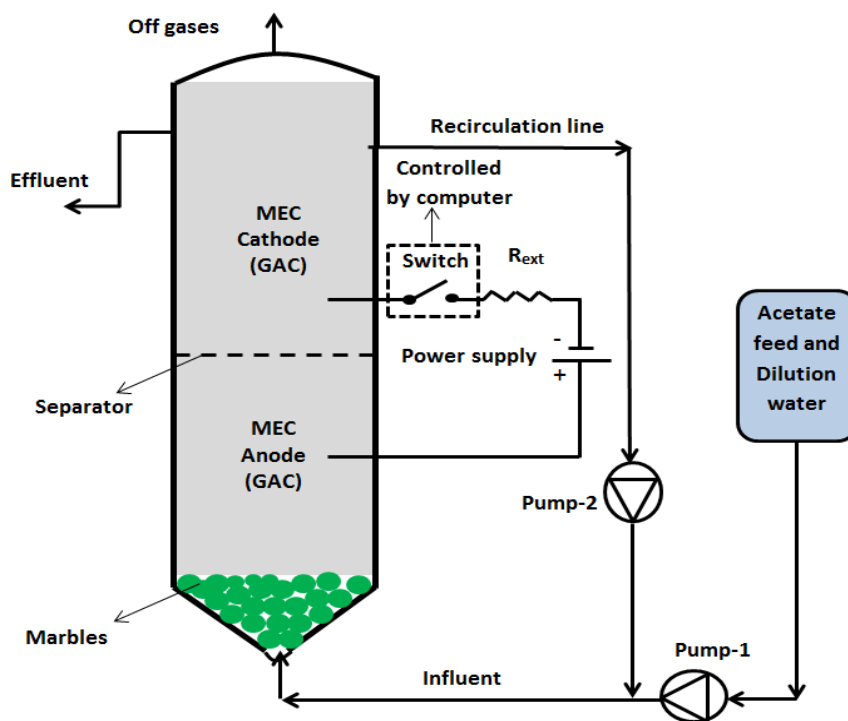 Off gases
Recirculation line
Controlled
by computer
Effluent
MEC
Cathode
(GAC)
Switch
Rext
Acetate
feed and
Dilution
water
-
Power supply
+
Separator
MEC
Anode
(GAC)
Pump-2
Marbles
Pump-1
Influent